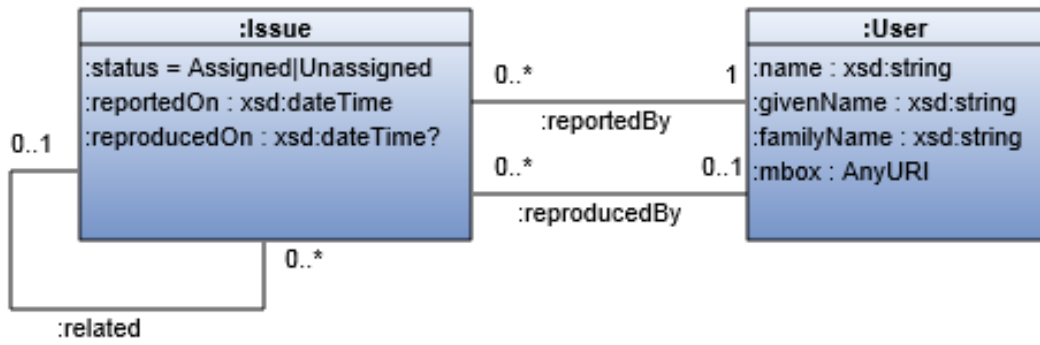 :Issue
:status = Assigned|Unassigned
:reportedOn : xsd:dateTime
:reproducedOn : xsd:dateTime?
0..1
0..*
:related
0..*
1
:reportedBy
0..*
0..1
:reproducedBy
:User
:name : xsd:string
:givenName : xsd:string
:familyName : xsd:string
:mbox : AnyURI